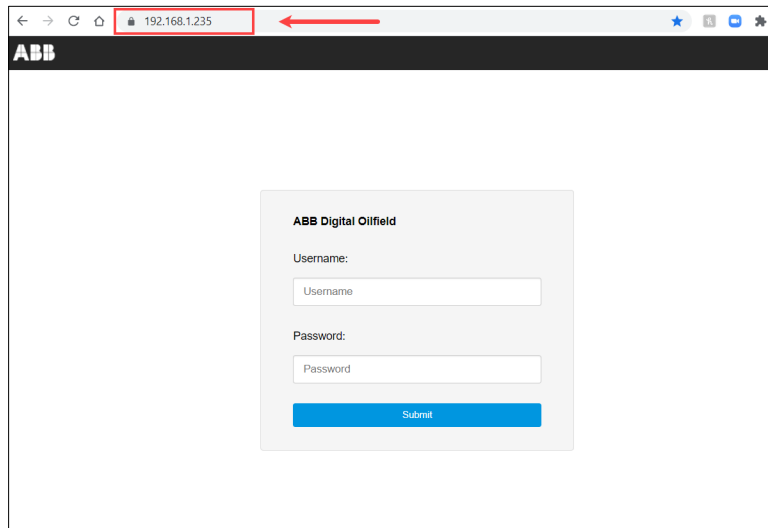 192.168.1.235
ABB
ABB Digital Oilfield
Username:
Username
Password:
Password
Submit